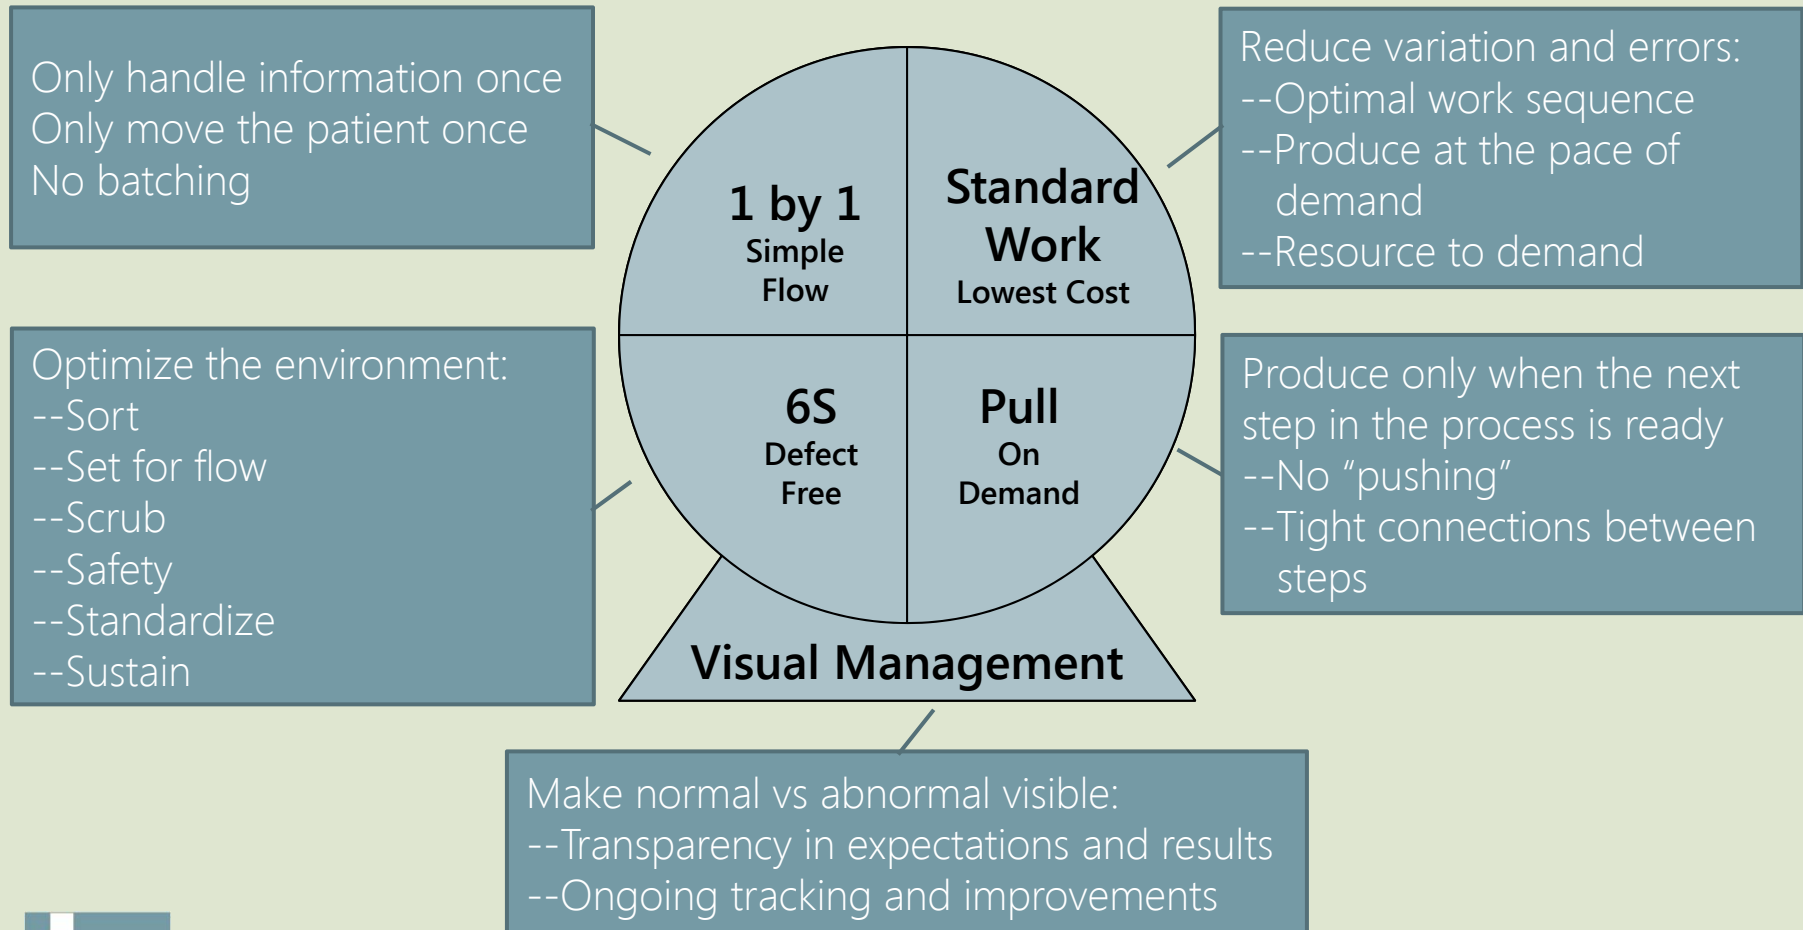 Only handle information once
Only move the patient once
No batching
Reduce variation and errors:
--Optimal work sequence
--Produce at the pace of
demand
--Resource to demand
1 by 1
Simple
Flow
Standard
Work
Lowest Cost
Optimize the environment:
--Sort
--Set for flow
--Scrub
--Safety
--Standardize
--Sustain
6S
Defect
Free
Pull
On
Demand
Produce only when the next
step in the process is ready
--No “pushing”
--Tight connections between
steps
Visual Management
Make normal vs abnormal visible:
--Transparency in expectations and results
--Ongoing tracking and improvements